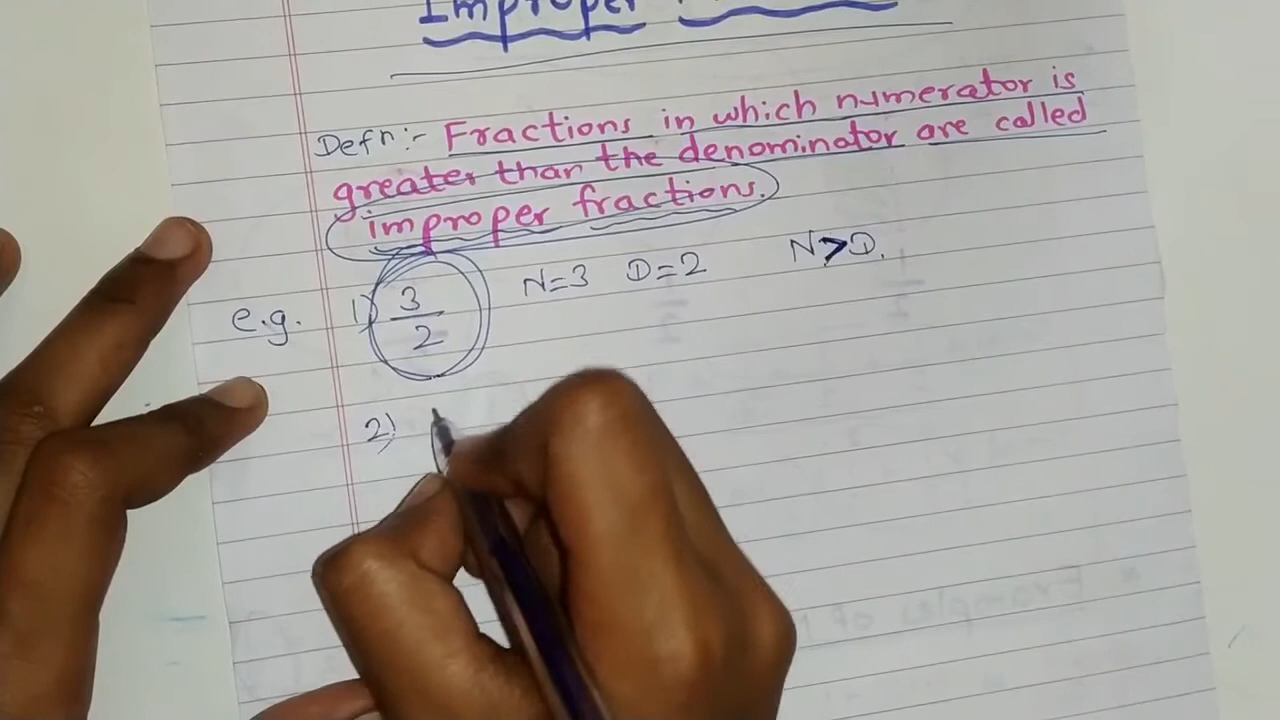 Improper
Defn:- Fractions in which numerator is
greater than the denominator are called
improper fractions.
e.g. 1) 3/2 N=3 D=2 N>D.
2)